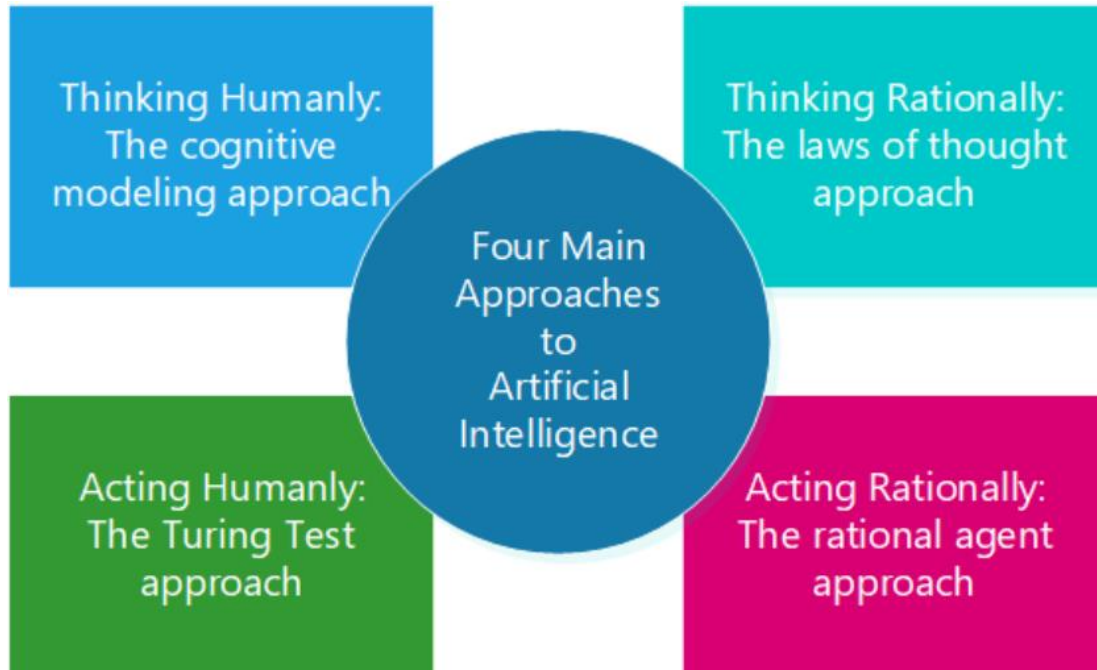 Thinking Humanly:
The cognitive
modeling approach
Thinking Rationally:
The laws of thought
approach
Four Main
Approaches
to
Artificial
Intelligence
Acting Humanly:
The Turing Test
approach
Acting Rationally:
The rational agent
approach